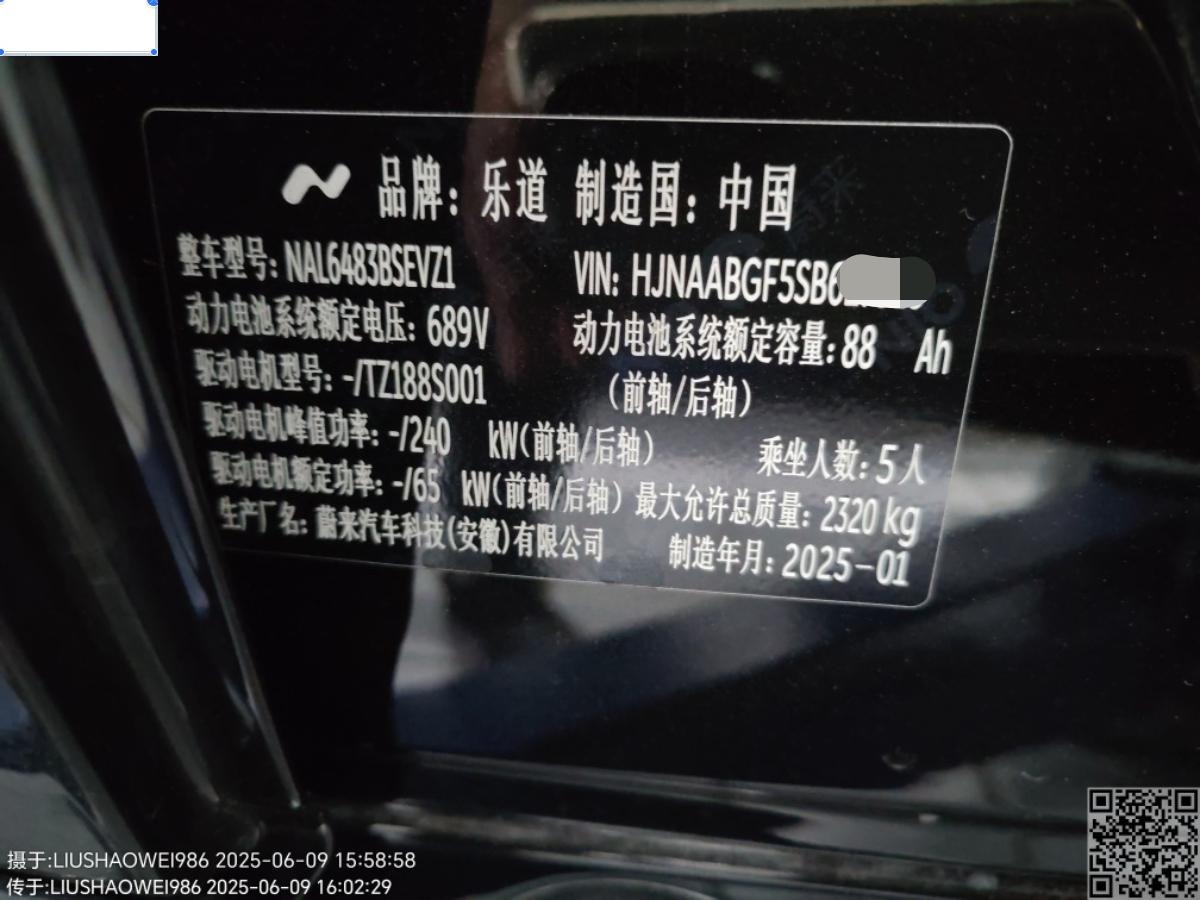 品牌：乐道 制造国：中国
整车型号：NAL6483BSEVZ1 VIN: HJNAABGF5SB6
动力电池系统额定电压：689V 动力电池系统额定容量：88 Ah
驱动电机型号：-/TZ188S001 （前轴/后轴）
驱动电机峰值功率：-/240 kW（前轴/后轴） 乘坐人数：5人
驱动电机额定功率：-/65 kW（前轴/后轴） 最大允许总质量：2320 kg
生产厂名：蔚来汽车科技（安徽）有限公司 制造年月：2025-01
摄于:LIUSHAOWEI986 2025-06-09 15:58:58
传于:LIUSHAOWEI986 2025-06-09 16:02:29